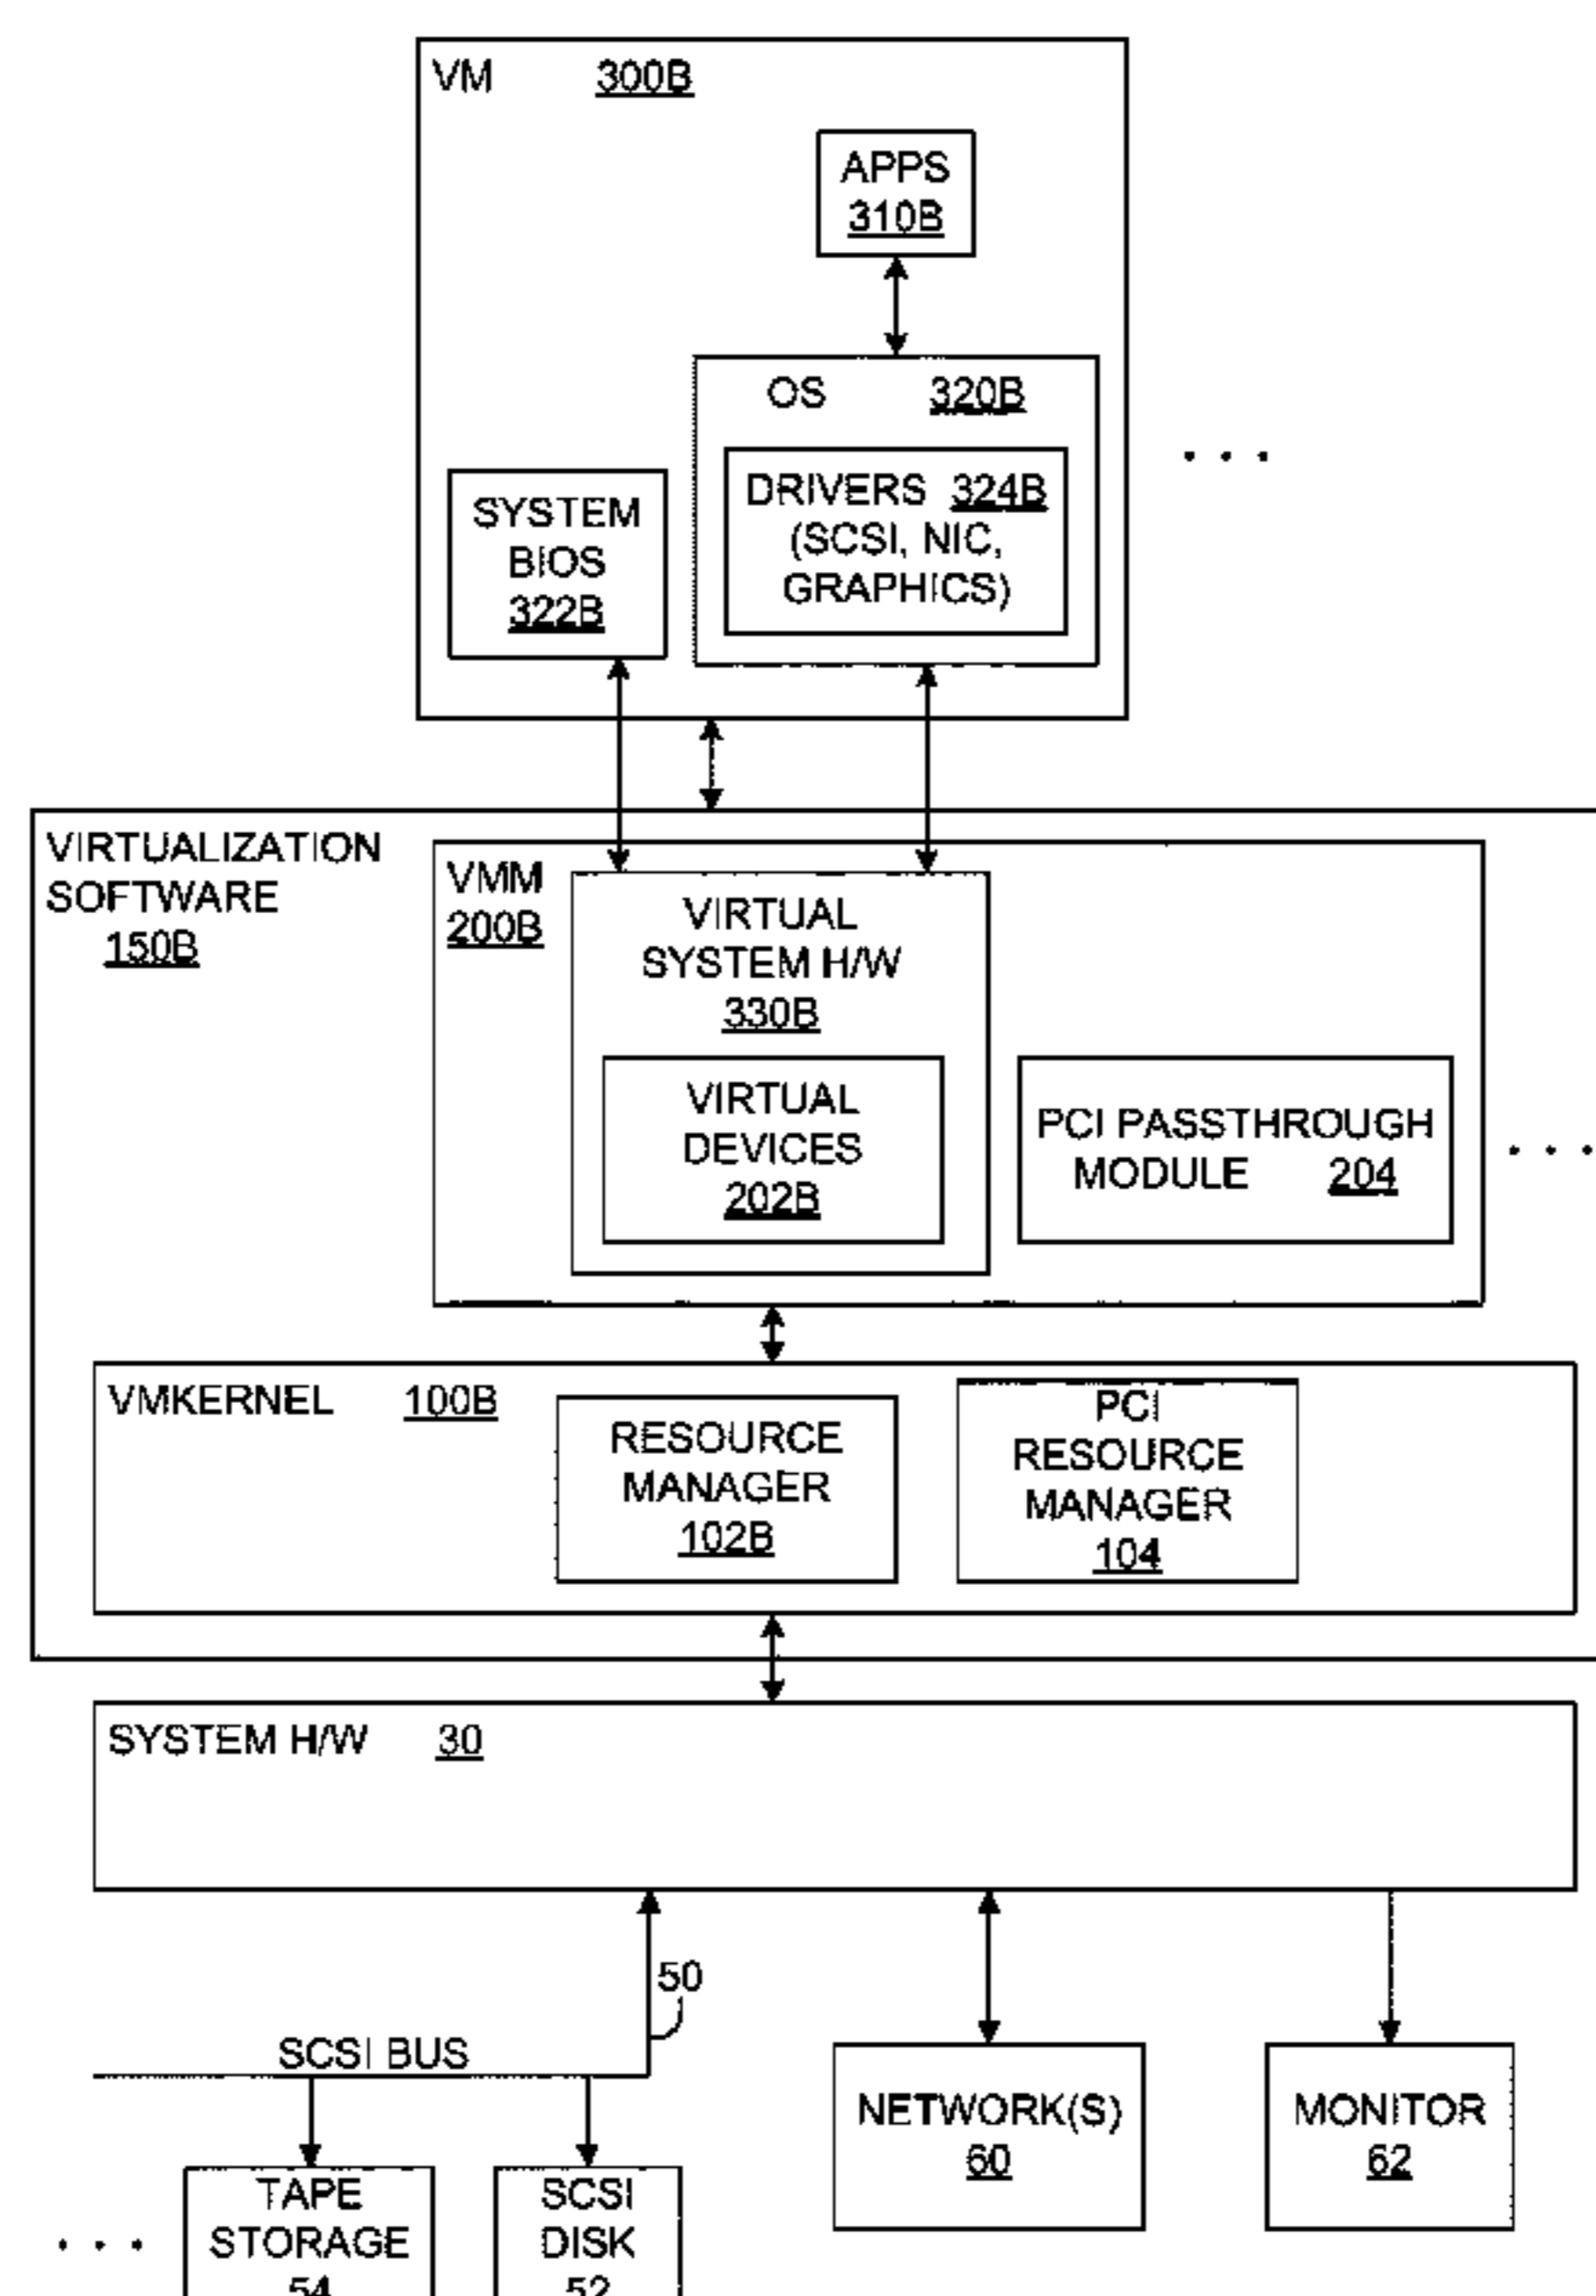 VM 300B
APPS
310B
OS 320B
DRIVERS 324B
(SCSI, NIC,
GRAPHICS)
SYSTEM
BIOS
322B
. . .
VIRTUALIZATION
SOFTWARE
150B
VMM
200B
VIRTUAL
SYSTEM H/W
330B
VIRTUAL
DEVICES
202B
PCI PASSTHROUGH
MODULE 204
. . .
VMKERNEL 100B
RESOURCE
MANAGER
102B
PCI
RESOURCE
MANAGER
104
SYSTEM H/W 30
50
SCSI BUS
NETWORK(S)
60
MONITOR
62
. . .
TAPE
STORAGE
54
SCSI
DISK
52